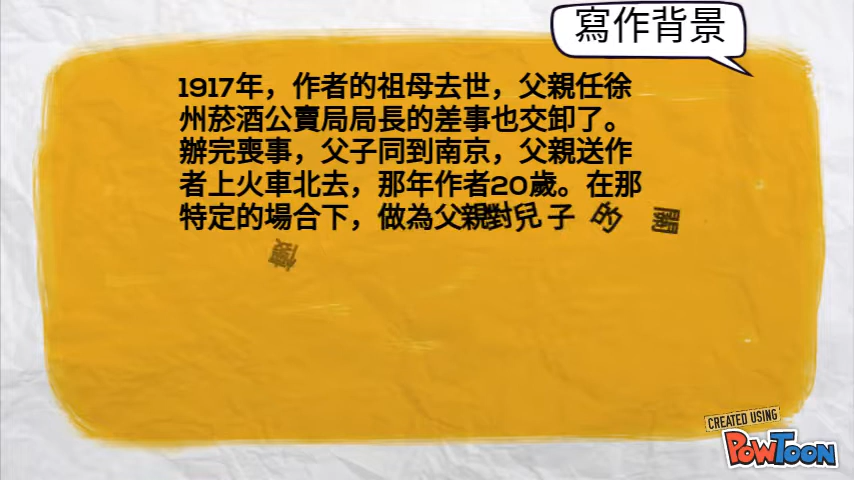 寫作背景
1917年，作者的祖母去世，父親任徐
州菸酒公賣局局長的差事也交卸了。
辦完喪事，父子同到南京，父親送作
者上火車北去，那年作者20歲。在那
特定的場合下，做為父親對兒子的關
懷
CREATED USING
POWTOON